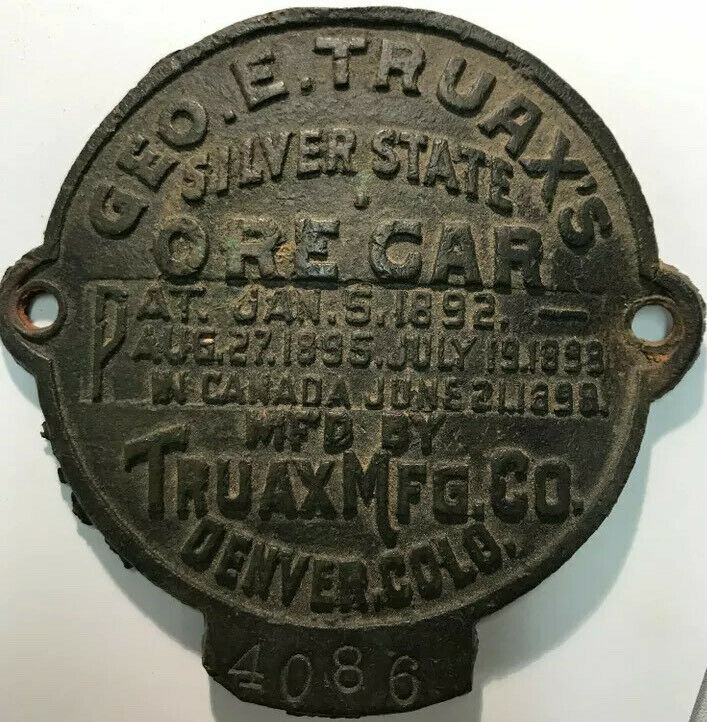 GEO. E. TRUAX'S
SILVER STATE
ORE CAR
PAT. JAN. 5. 1892. —
AUG. 27. 1895. JULY 19. 1898
IN CANADA JUNE 21. 1898.
M'F'D BY
TRUAX MFG. CO.
DENVER, COLO.
4086